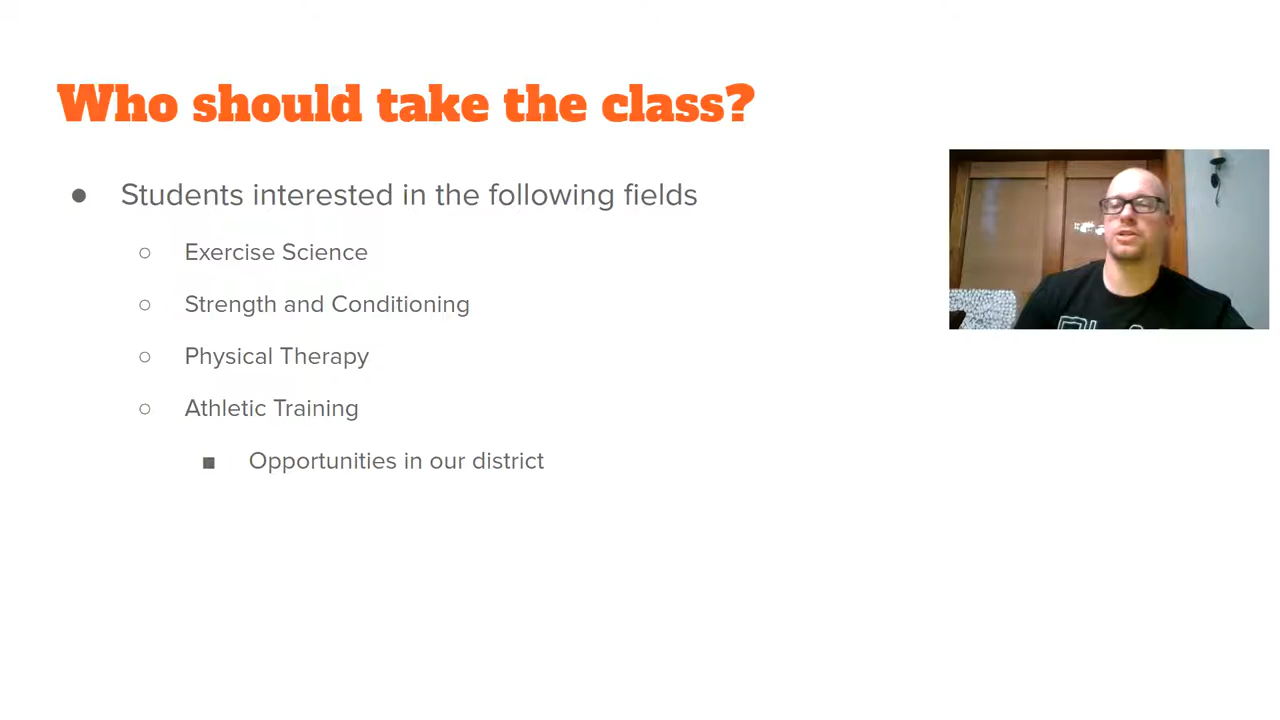 Who should take the class?
● Students interested in the following fields
○ Exercise Science
○ Strength and Conditioning
○ Physical Therapy
○ Athletic Training
■ Opportunities in our district